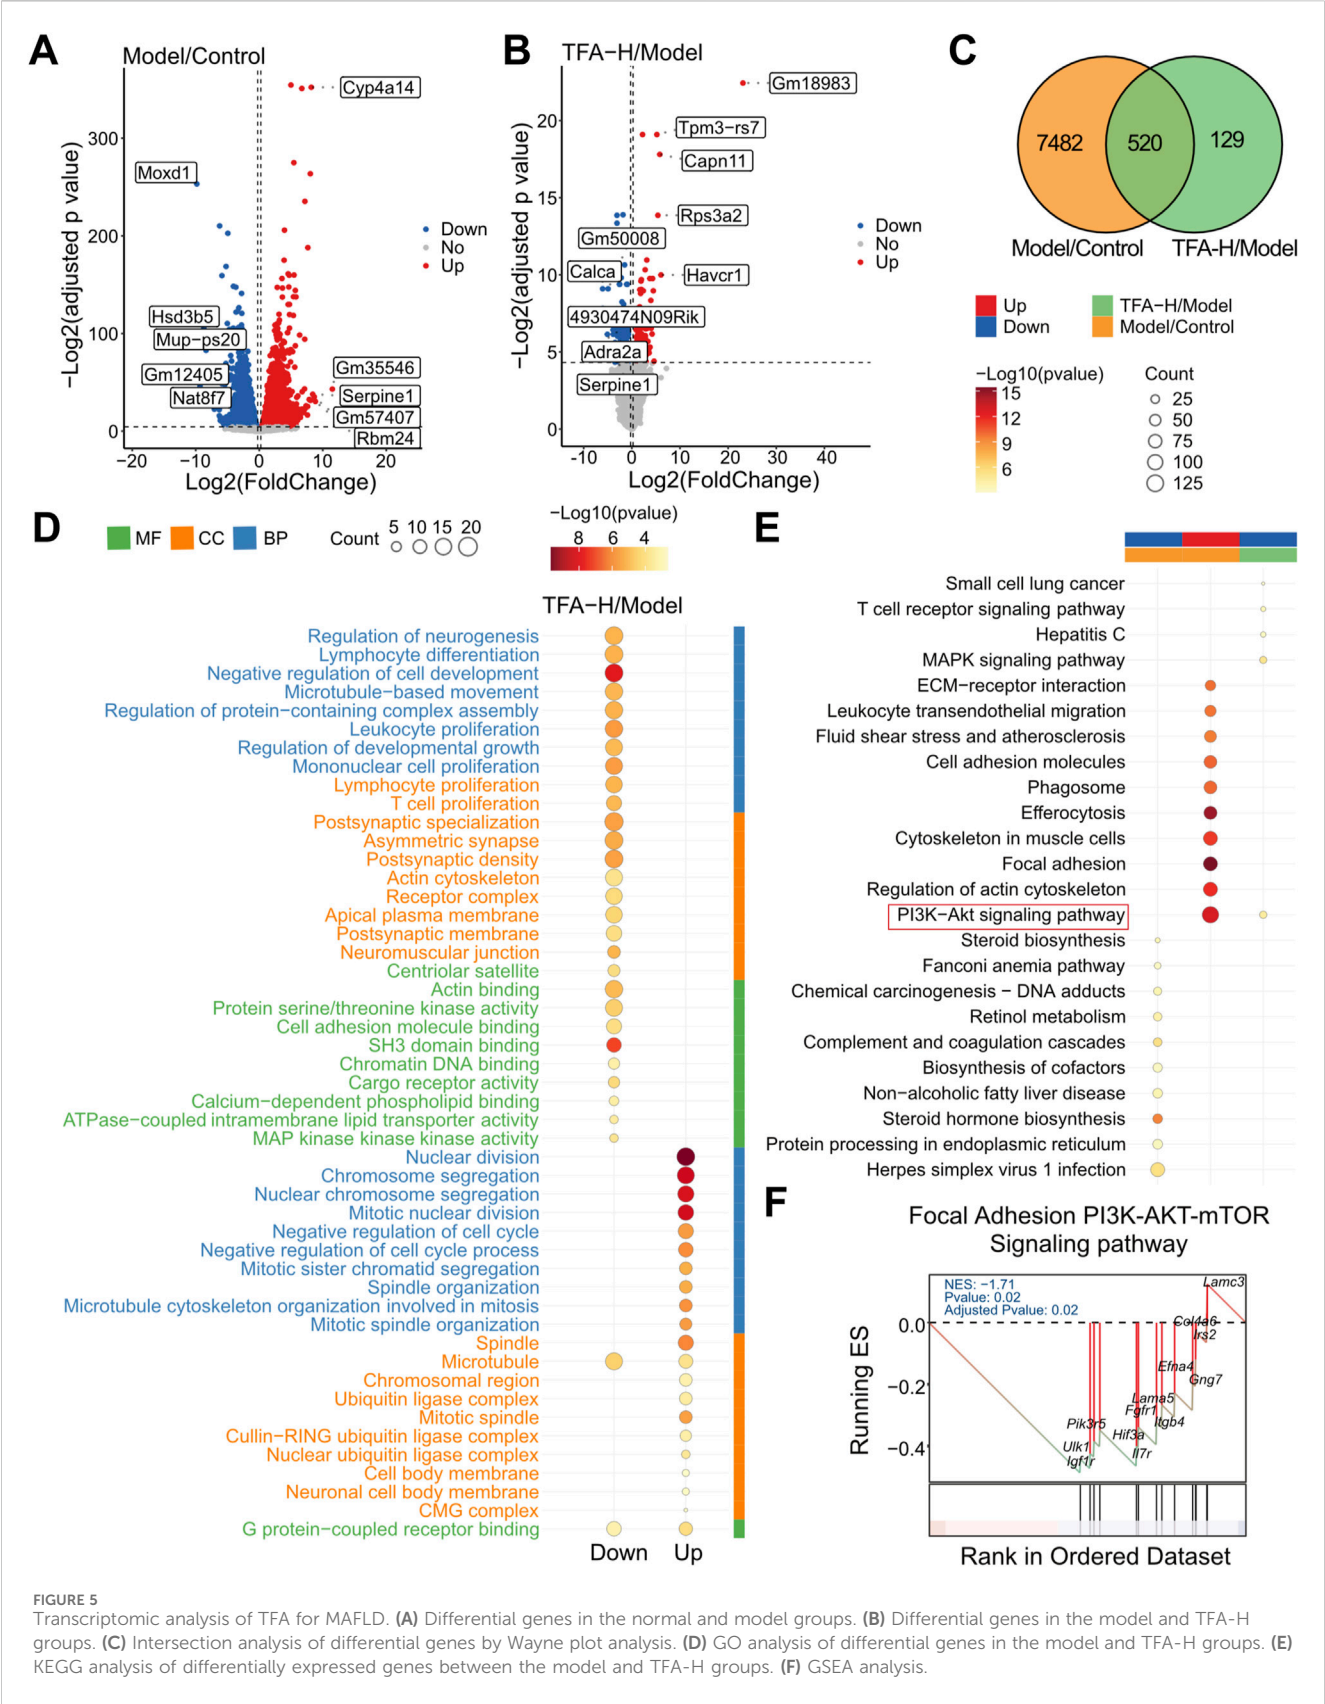 A
Model/Control
−Log2(adjusted p value)
300
200
100
0
−20
−10
0
10
20
Log2(FoldChange)
Cyp4a14
Moxd1
Hsd3b5
Mup−ps20
Gm12405
Nat8f7
Gm35546
Serpine1
Gm57407
Rbm24
Down
No
Up
B
TFA−H/Model
−Log2(adjusted p value)
20
15
10
5
0
−10
0
10
20
30
40
Log2(FoldChange)
Gm18983
Tpm3−rs7
Capn11
Rps3a2
Gm50008
Calca
Havcr1
4930474N09Rik
Adra2a
Serpine1
Down
No
Up
C
7482
520
129
Model/Control
TFA-H/Model
Up
Down
TFA−H/Model
Model/Control
−Log10(pvalue)
15
12
9
6
Count
25
50
75
100
125
D
MF
CC
BP
Count
5 10 15 20
−Log10(pvalue)
8 6 4
TFA−H/Model
Regulation of neurogenesis
Lymphocyte differentiation
Negative regulation of cell development
Microtubule−based movement
Regulation of protein−containing complex assembly
Leukocyte proliferation
Regulation of developmental growth
Mononuclear cell proliferation
Lymphocyte proliferation
T cell proliferation
Postsynaptic specialization
Asymmetric synapse
Postsynaptic density
Actin cytoskeleton
Receptor complex
Apical plasma membrane
Postsynaptic membrane
Neuromuscular junction
Centriolar satellite
Actin binding
Protein serine/threonine kinase activity
Cell adhesion molecule binding
SH3 domain binding
Chromatin DNA binding
Cargo receptor activity
Calcium−dependent phospholipid binding
ATPase−coupled intramembrane lipid transporter activity
MAP kinase kinase kinase activity
Nuclear division
Chromosome segregation
Nuclear chromosome segregation
Mitotic nuclear division
Negative regulation of cell cycle
Negative regulation of cell cycle process
Mitotic sister chromatid segregation
Spindle organization
Microtubule cytoskeleton organization involved in mitosis
Mitotic spindle organization
Spindle
Microtubule
Chromosomal region
Ubiquitin ligase complex
Mitotic spindle
Cullin−RING ubiquitin ligase complex
Nuclear ubiquitin ligase complex
Cell body membrane
Neuronal cell body membrane
CMG complex
G protein−coupled receptor binding
Down Up
E
Small cell lung cancer
T cell receptor signaling pathway
Hepatitis C
MAPK signaling pathway
ECM−receptor interaction
Leukocyte transendothelial migration
Fluid shear stress and atherosclerosis
Cell adhesion molecules
Phagosome
Efferocytosis
Cytoskeleton in muscle cells
Focal adhesion
Regulation of actin cytoskeleton
PI3K−Akt signaling pathway
Steroid biosynthesis
Fanconi anemia pathway
Chemical carcinogenesis − DNA adducts
Retinol metabolism
Complement and coagulation cascades
Biosynthesis of cofactors
Non−alcoholic fatty liver disease
Steroid hormone biosynthesis
Protein processing in endoplasmic reticulum
Herpes simplex virus 1 infection
F
Focal Adhesion PI3K-AKT-mTOR
Signaling pathway
NES: −1.71
Pvalue: 0.02
Adjusted Pvalue: 0.02
Running ES
0.0
−0.2
−0.4
Lamc3
Col4a6
Irs2
Efna4
Gng7
Lama5
Fgfr1
Itgb4
Pik3r5
Hif3a
Ulk1
Il7r
Igf1r
Rank in Ordered Dataset
FIGURE 5
Transcriptomic analysis of TFA for MAFLD. (A) Differential genes in the normal and model groups. (B) Differential genes in the model and TFA-H
groups. (C) Intersection analysis of differential genes by Wayne plot analysis. (D) GO analysis of differential genes in the model and TFA-H groups. (E)
KEGG analysis of differentially expressed genes between the model and TFA-H groups. (F) GSEA analysis.